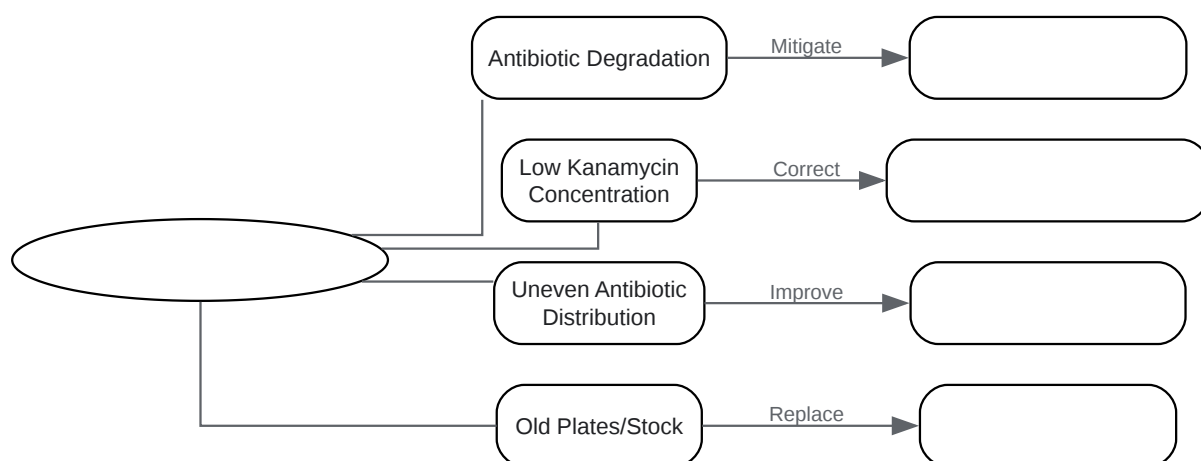 Antibiotic Degradation
Mitigate
Low Kanamycin
Concentration
Correct
Uneven Antibiotic
Distribution
Improve
Old Plates/Stock
Replace